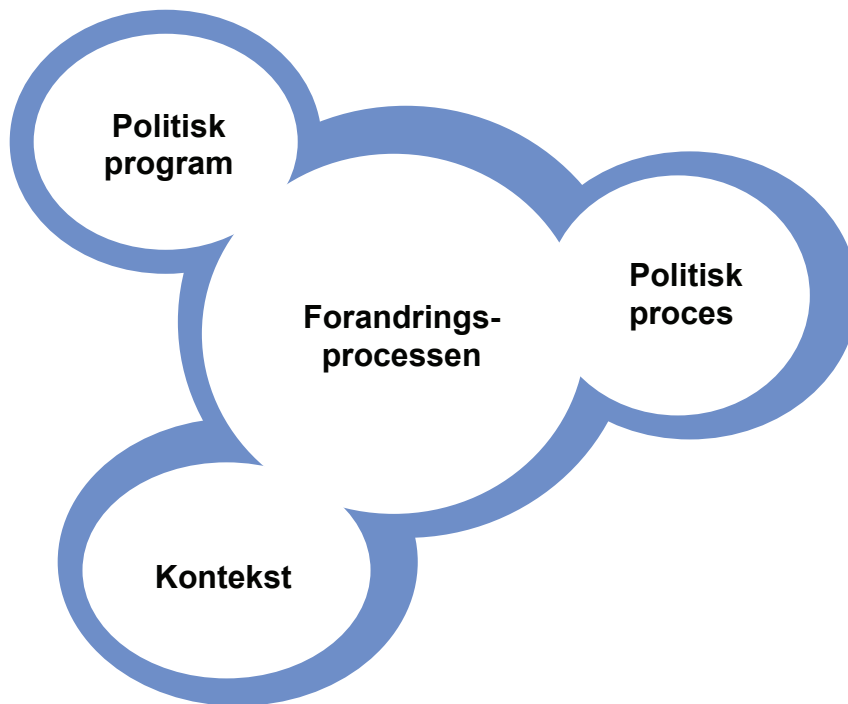 Politisk
program
Politisk
proces
Forandrings-
processen
Kontekst